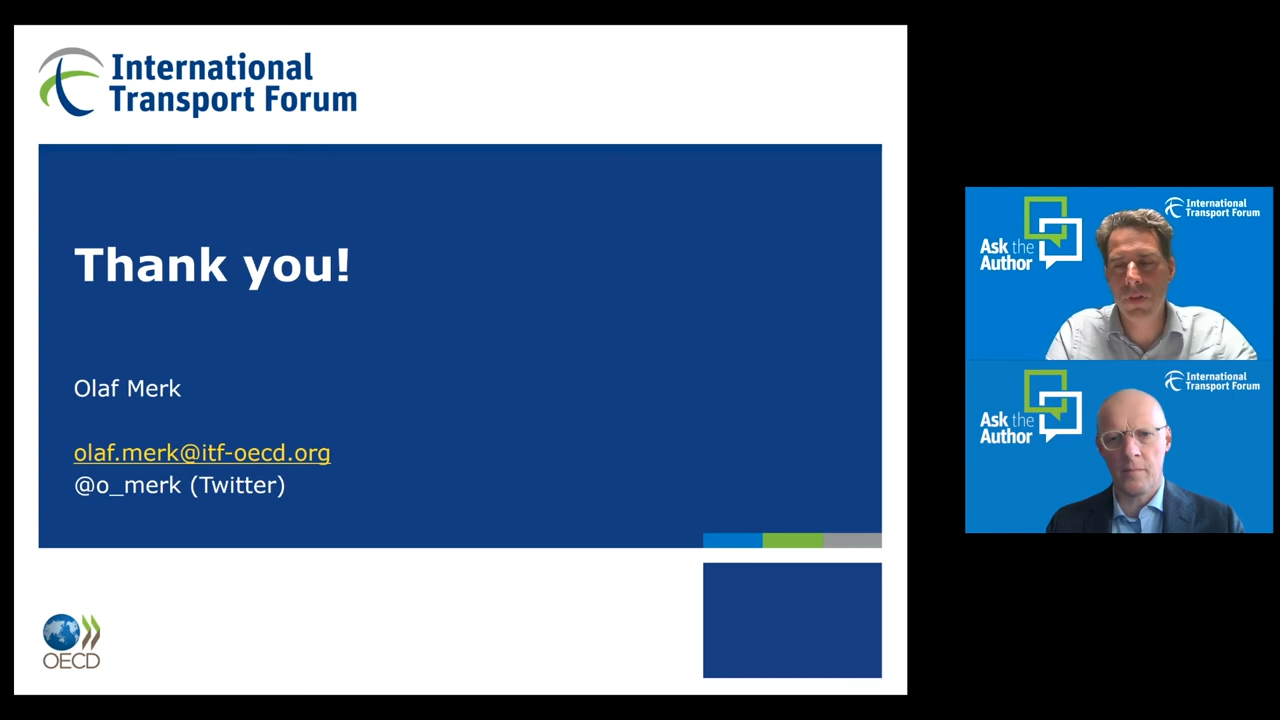 International
Transport Forum
Thank you!
Olaf Merk
olaf.merk@itf-oecd.org
@o_merk (Twitter)
OECD
Ask the
Author
International
Transport Forum
Ask the
Author
International
Transport Forum